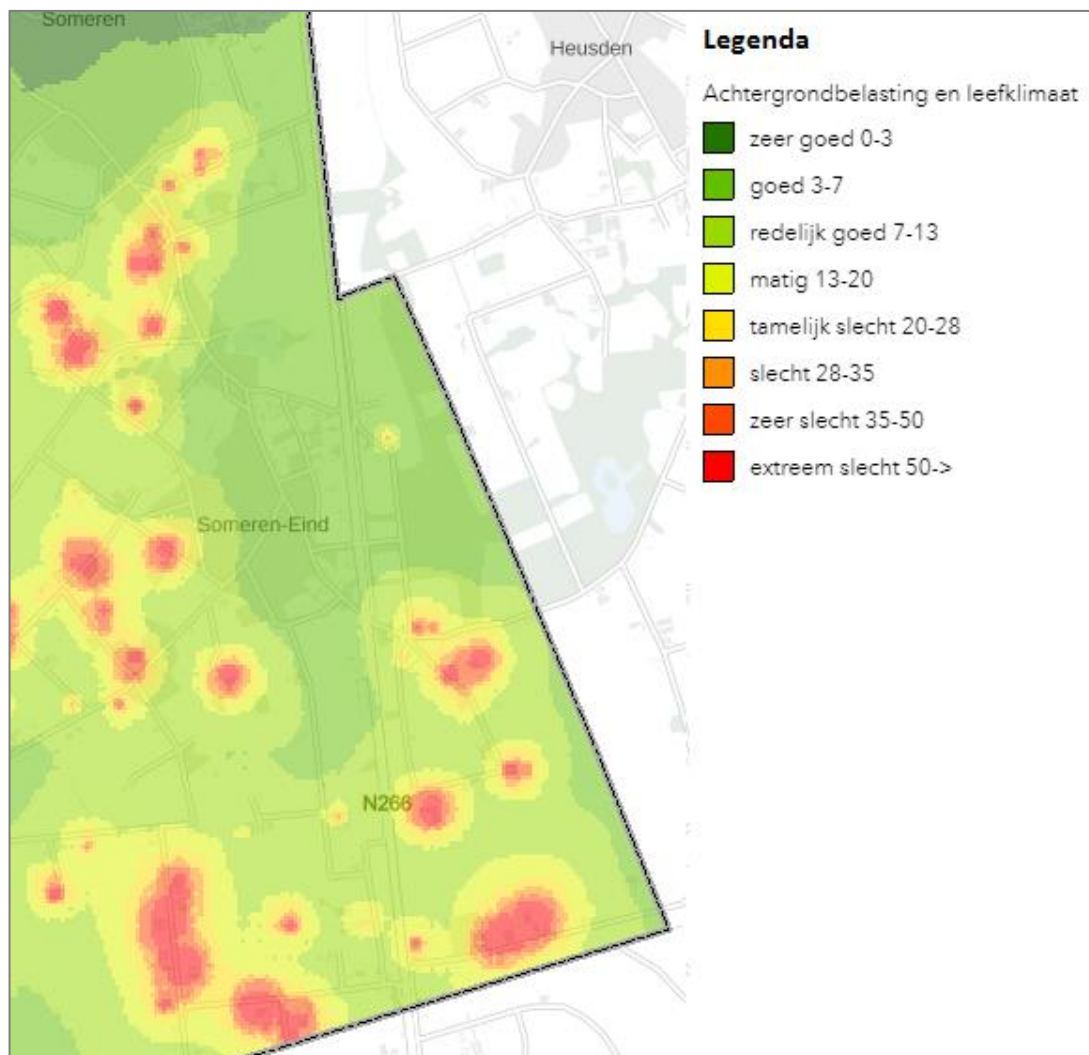 Someren
Heusden
Someren-Eind
N266
Legenda
Achtergrondbelasting en leefklimaat
zeer goed 0-3
goed 3-7
redelijk goed 7-13
matig 13-20
tamelijk slecht 20-28
slecht 28-35
zeer slecht 35-50
extreem slecht 50->